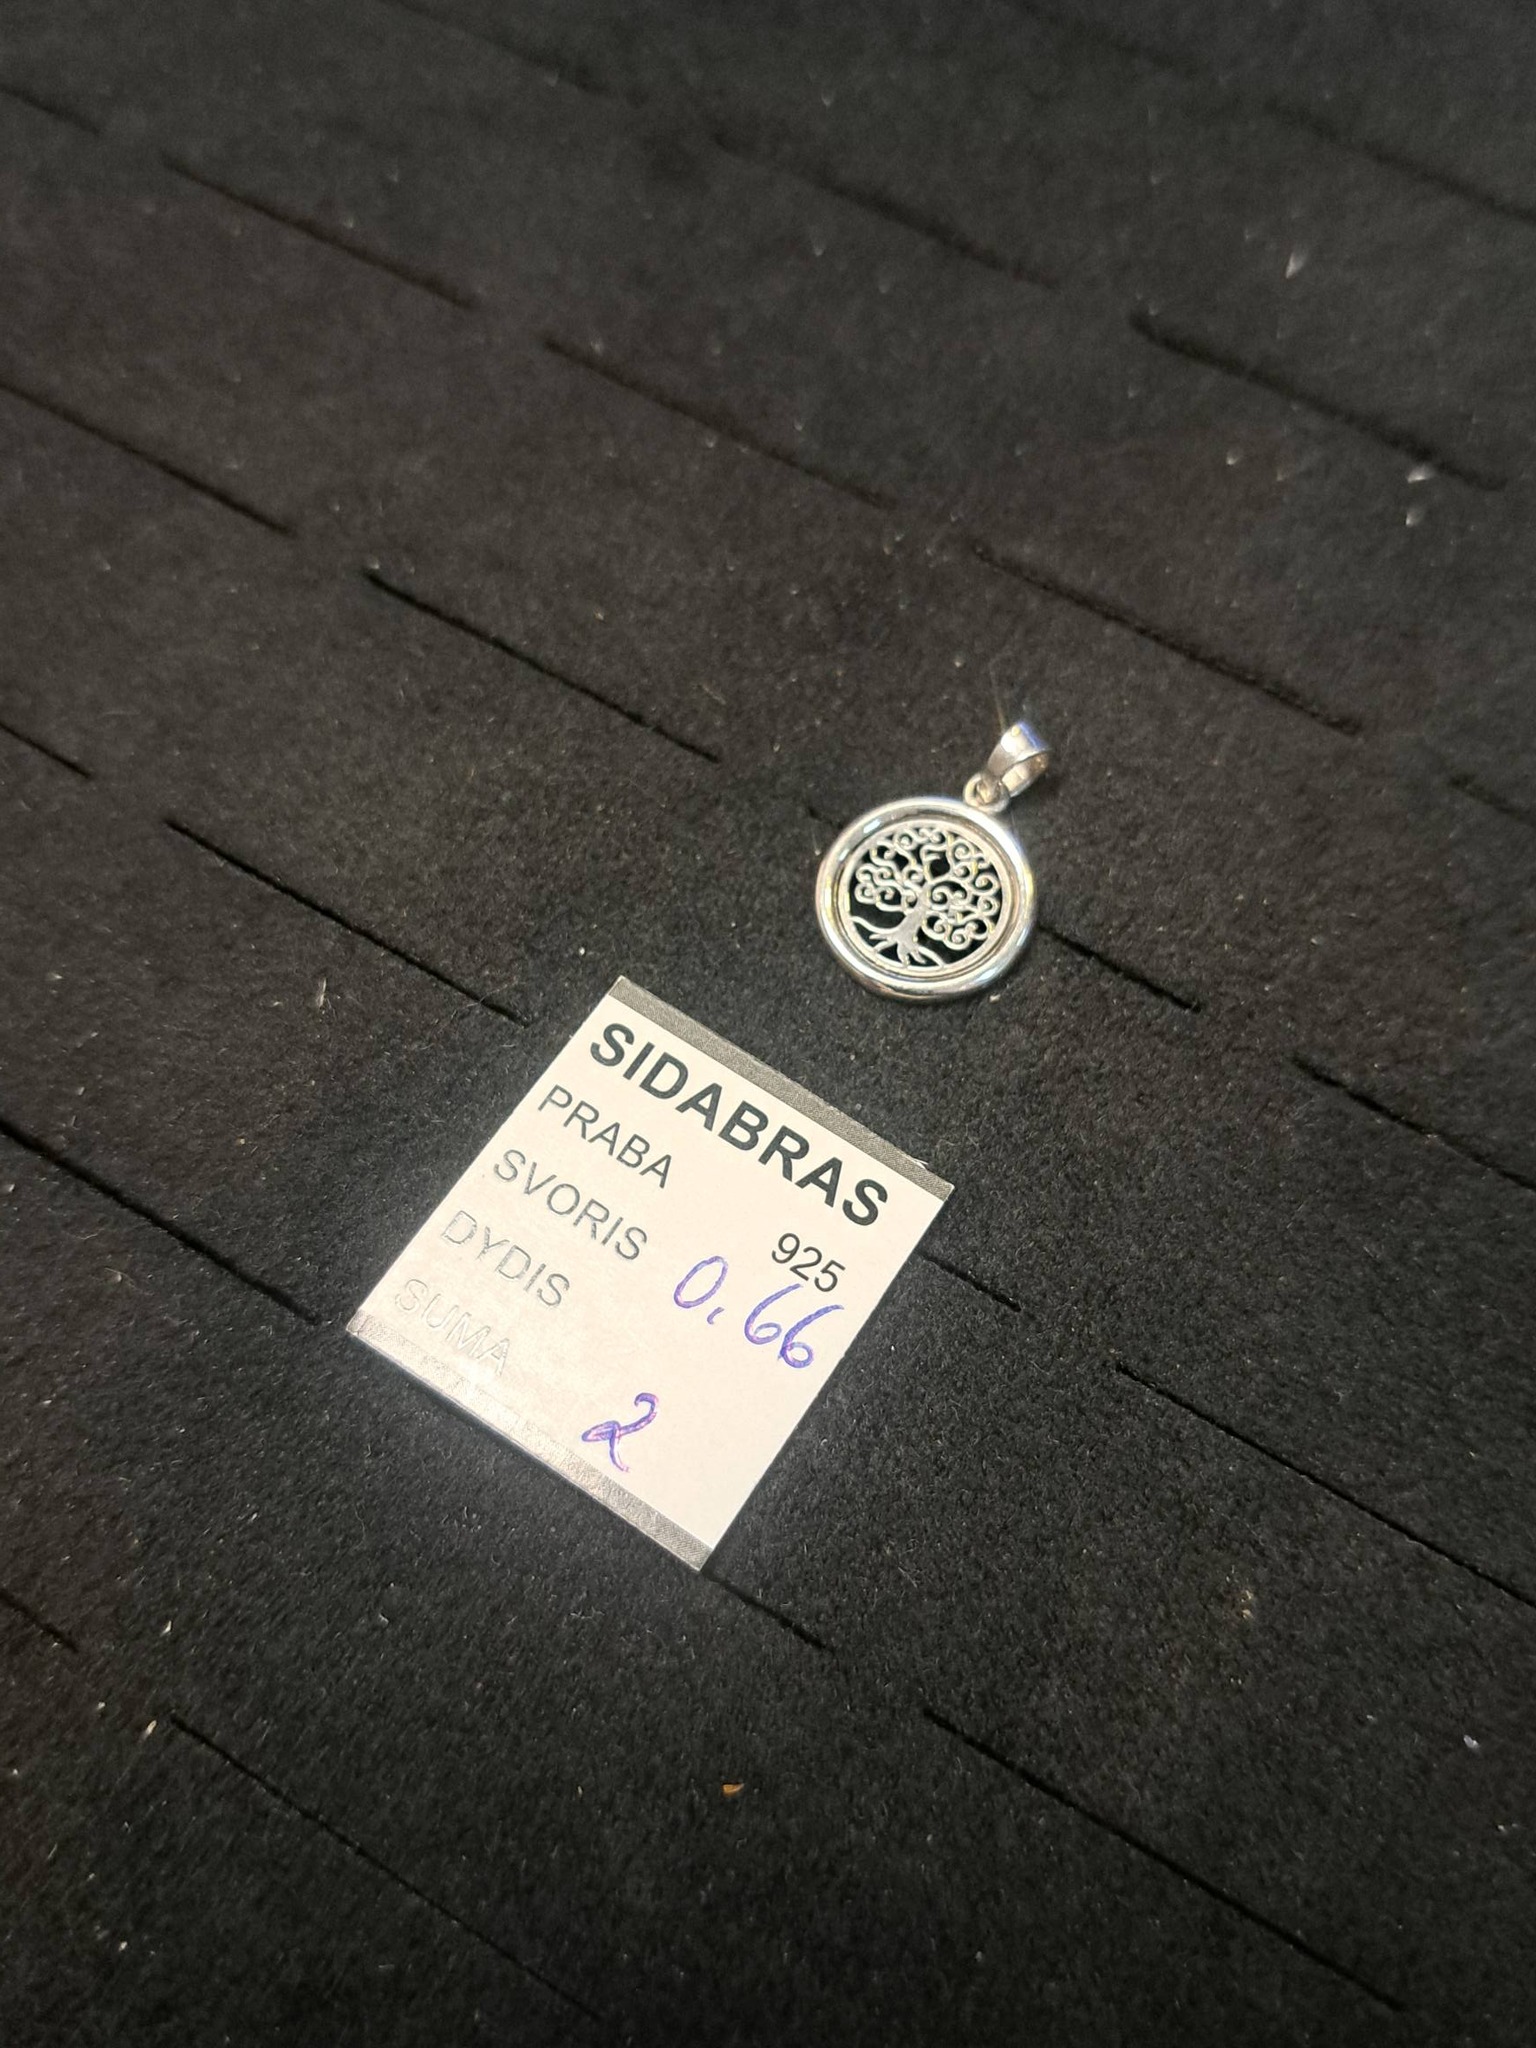 SIDABRAS
PRABA 925
SVORIS 0.66
DYDIS
SUMA 2